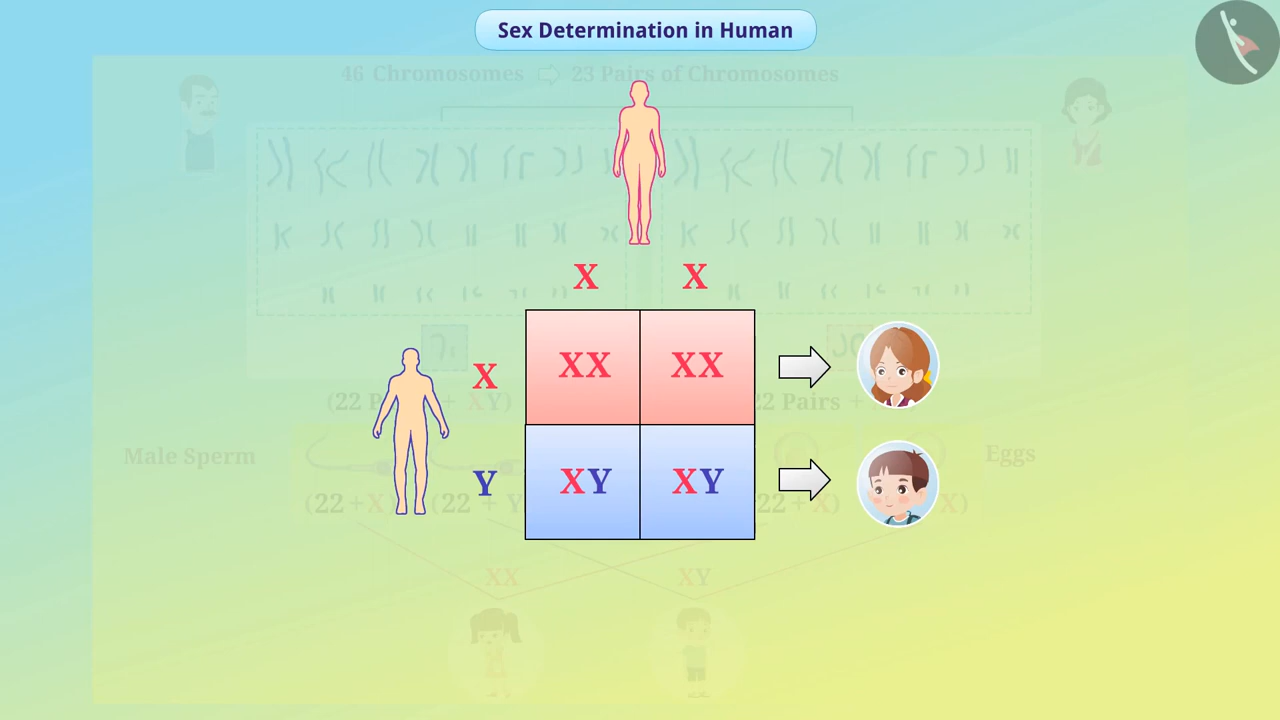 Sex Determination in Human
46 Chromosomes ⇨ 23 Pairs of Chromosomes
X X
X XX XX
(22 P + XY) 22 Pairs +
Male Sperm Eggs
Y XY XY
(22 + X) (22 + Y 22 + X) X)
XX XY